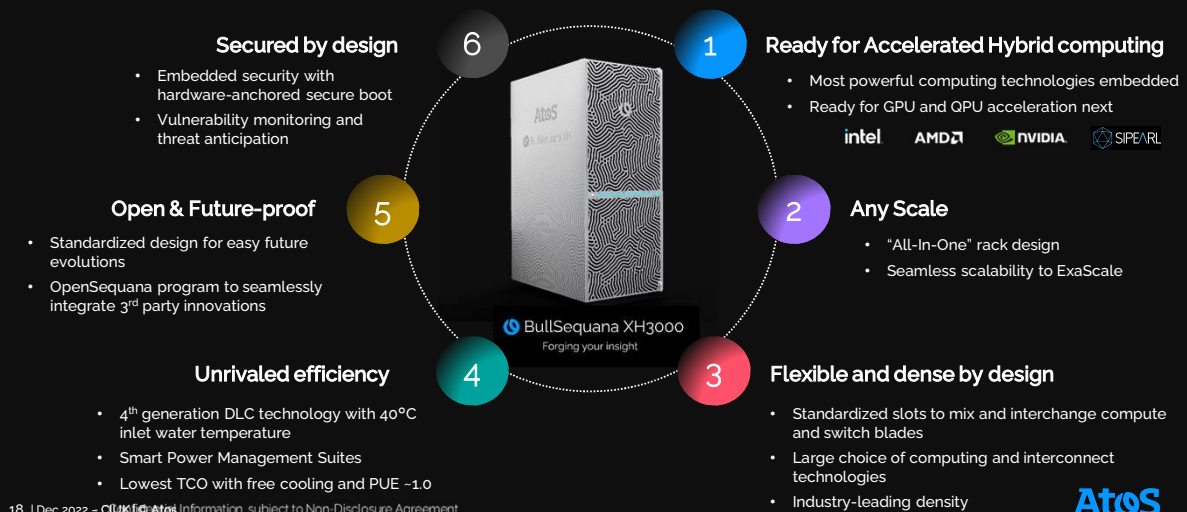 6
Secured by design
• Embedded security with
hardware-anchored secure boot
• Vulnerability monitoring and
threat anticipation
1
Ready for Accelerated Hybrid computing
• Most powerful computing technologies embedded
• Ready for GPU and QPU acceleration next
intel AMD NVIDIA. SIPEARL
Atos
5
Open & Future-proof
• Standardized design for easy future
evolutions
• OpenSequana program to seamlessly
integrate 3rd party innovations
2
Any Scale
• “All-In-One” rack design
• Seamless scalability to ExaScale
BullSequana XH3000
Forging your insight
4
Unrivaled efficiency
• 4th generation DLC technology with 40°C
inlet water temperature
• Smart Power Management Suites
• Lowest TCO with free cooling and PUE ~1.0
3
Flexible and dense by design
• Standardized slots to mix and interchange compute
and switch blades
• Large choice of computing and interconnect
technologies
• Industry-leading density
18 | Dec 2022 – © Atos Information, subject to Non-Disclosure Agreement
Atos